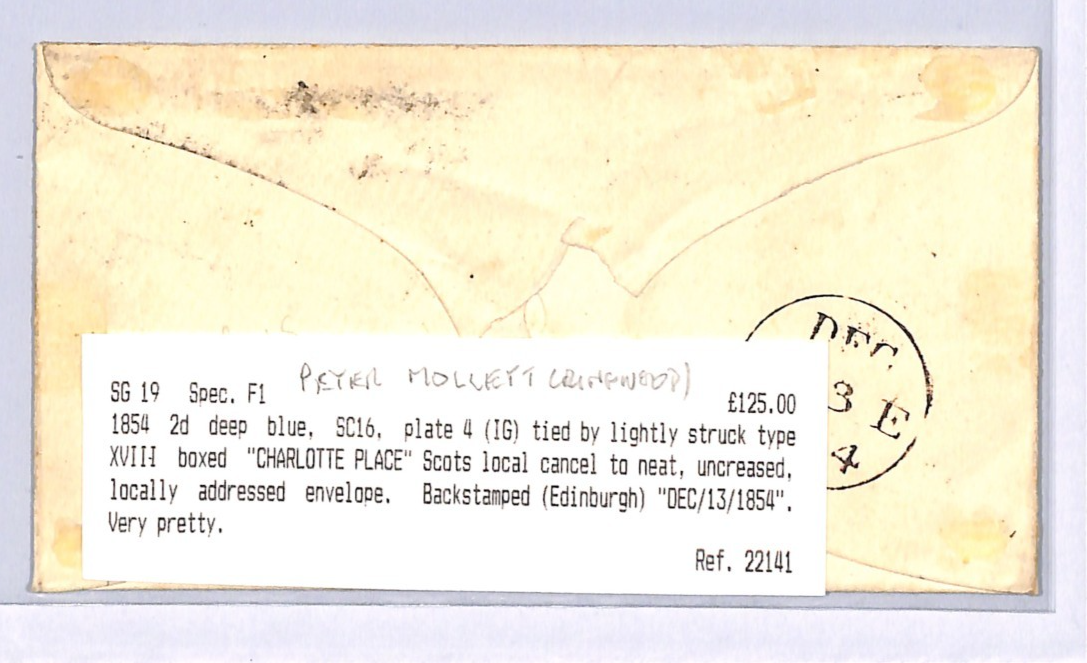 DEC
3 E
4
PETER MOLLETT (RINGWOOD)
SG 19 Spec. F1 £125.00
1854 2d deep blue, SC16, plate 4 (IG) tied by lightly struck type
XVIII boxed "CHARLOTTE PLACE" Scots local cancel to neat, uncreased,
locally addressed envelope. Backstamped (Edinburgh) "DEC/13/1854".
Very pretty.
Ref. 22141